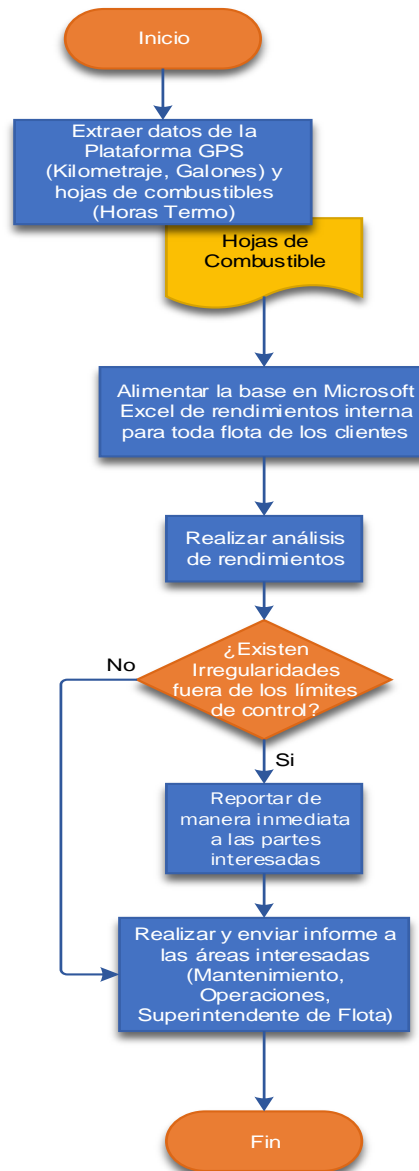 Inicio
Extraer datos de la
Plataforma GPS
(Kilometraje, Galones) y
hojas de combustibles
(Horas Termo)
Hojas de
Combustible
Alimentar la base en Microsoft
Excel de rendimientos interna
para toda flota de los clientes
Realizar análisis
de rendimientos
¿Existen
Irregularidades
fuera de los límites
de control?
No
Si
Reportar de
manera inmediata
a las partes
interesadas
Realizar y enviar informe a
las áreas interesadas
(Mantenimiento,
Operaciones,
Superintendente de Flota)
Fin